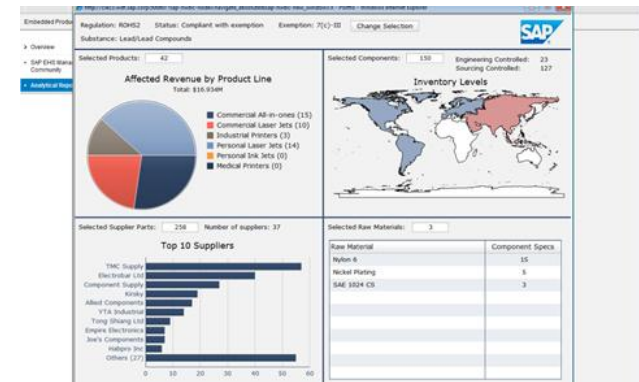 Regulation: ROHS2 Status: Compliant with exemption Exemption: 7(c)-III Change Selection
Substance: Lead/Lead Compounds
SAP
Embedded Produ
Overview
SAP EHS Mana
Community
Analytical Repo
Selected Products: 42
Affected Revenue by Product Line
Total: $16.934M
Commercial All-in-ones (15)
Commercial Laser Jets (10)
Industrial Printers (3)
Personal Laser Jets (14)
Personal Ink Jets (0)
Medical Printers (0)
Selected Components: 150 Engineering Controlled: 23
Sourcing Controlled: 127
Inventory Levels
Selected Supplier Parts: 258 Number of suppliers: 37
Top 10 Suppliers
TMC Supply
Electrobar Ltd
Component Supply
Kirsky
Allied Components
YTA Industrial
Tong Shiang Ltd
Empire Electronics
Joe's Components
Habpro Inc
Others (27)
0 10 20 30 40 50 60
Selected Raw Materials: 3
Raw Material Component Specs
Nylon 6 15
Nickel Plating 5
SAE 1024 CS 3